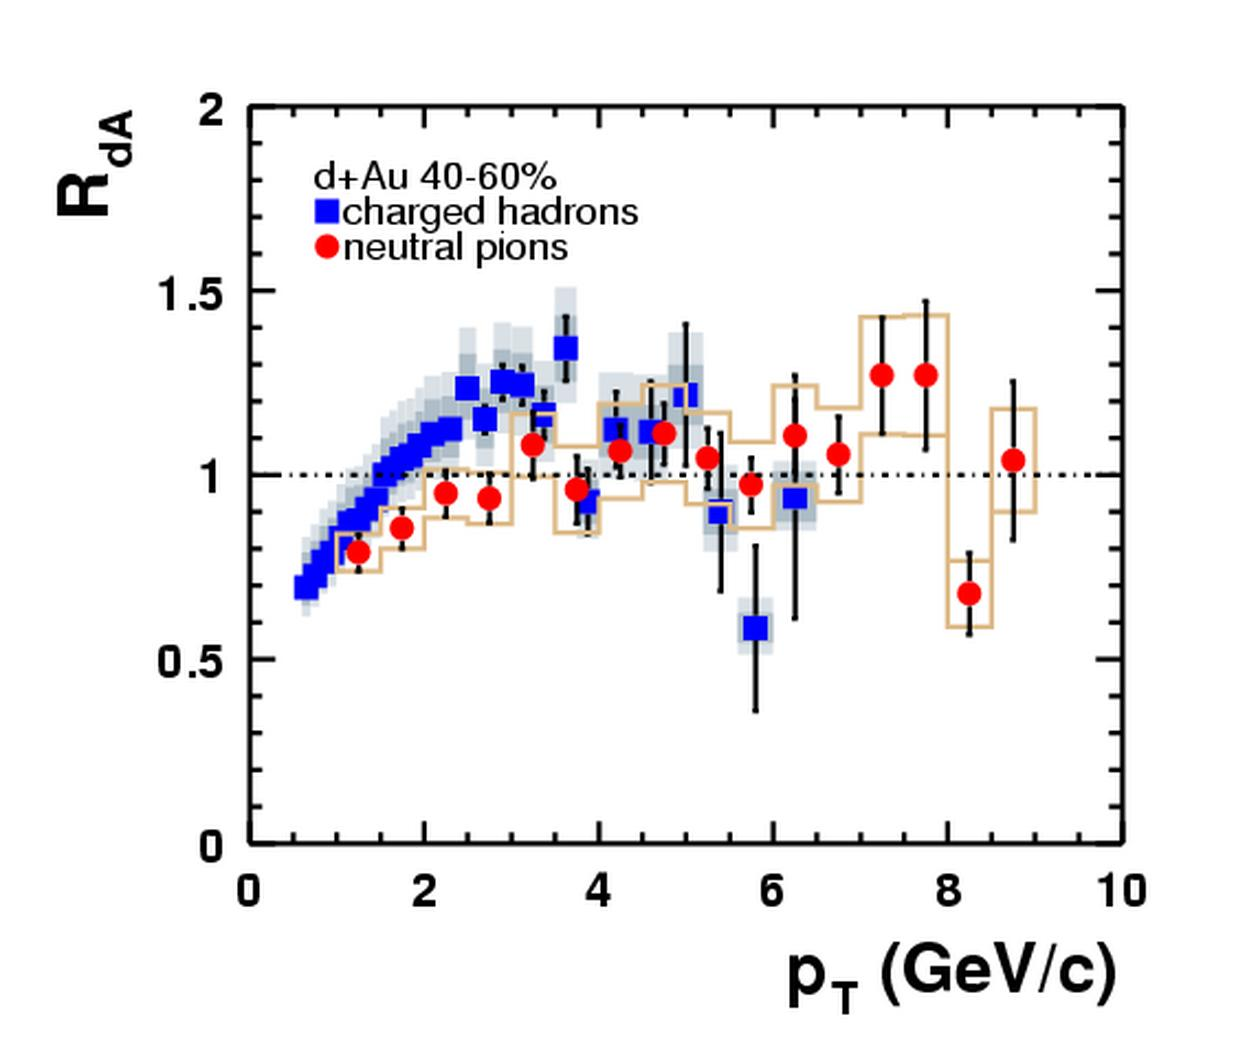 R_dA
2
d+Au 40-60%
charged hadrons
neutral pions
1.5
1
0.5
0
0 2 4 6 8 10
p_T (GeV/c)